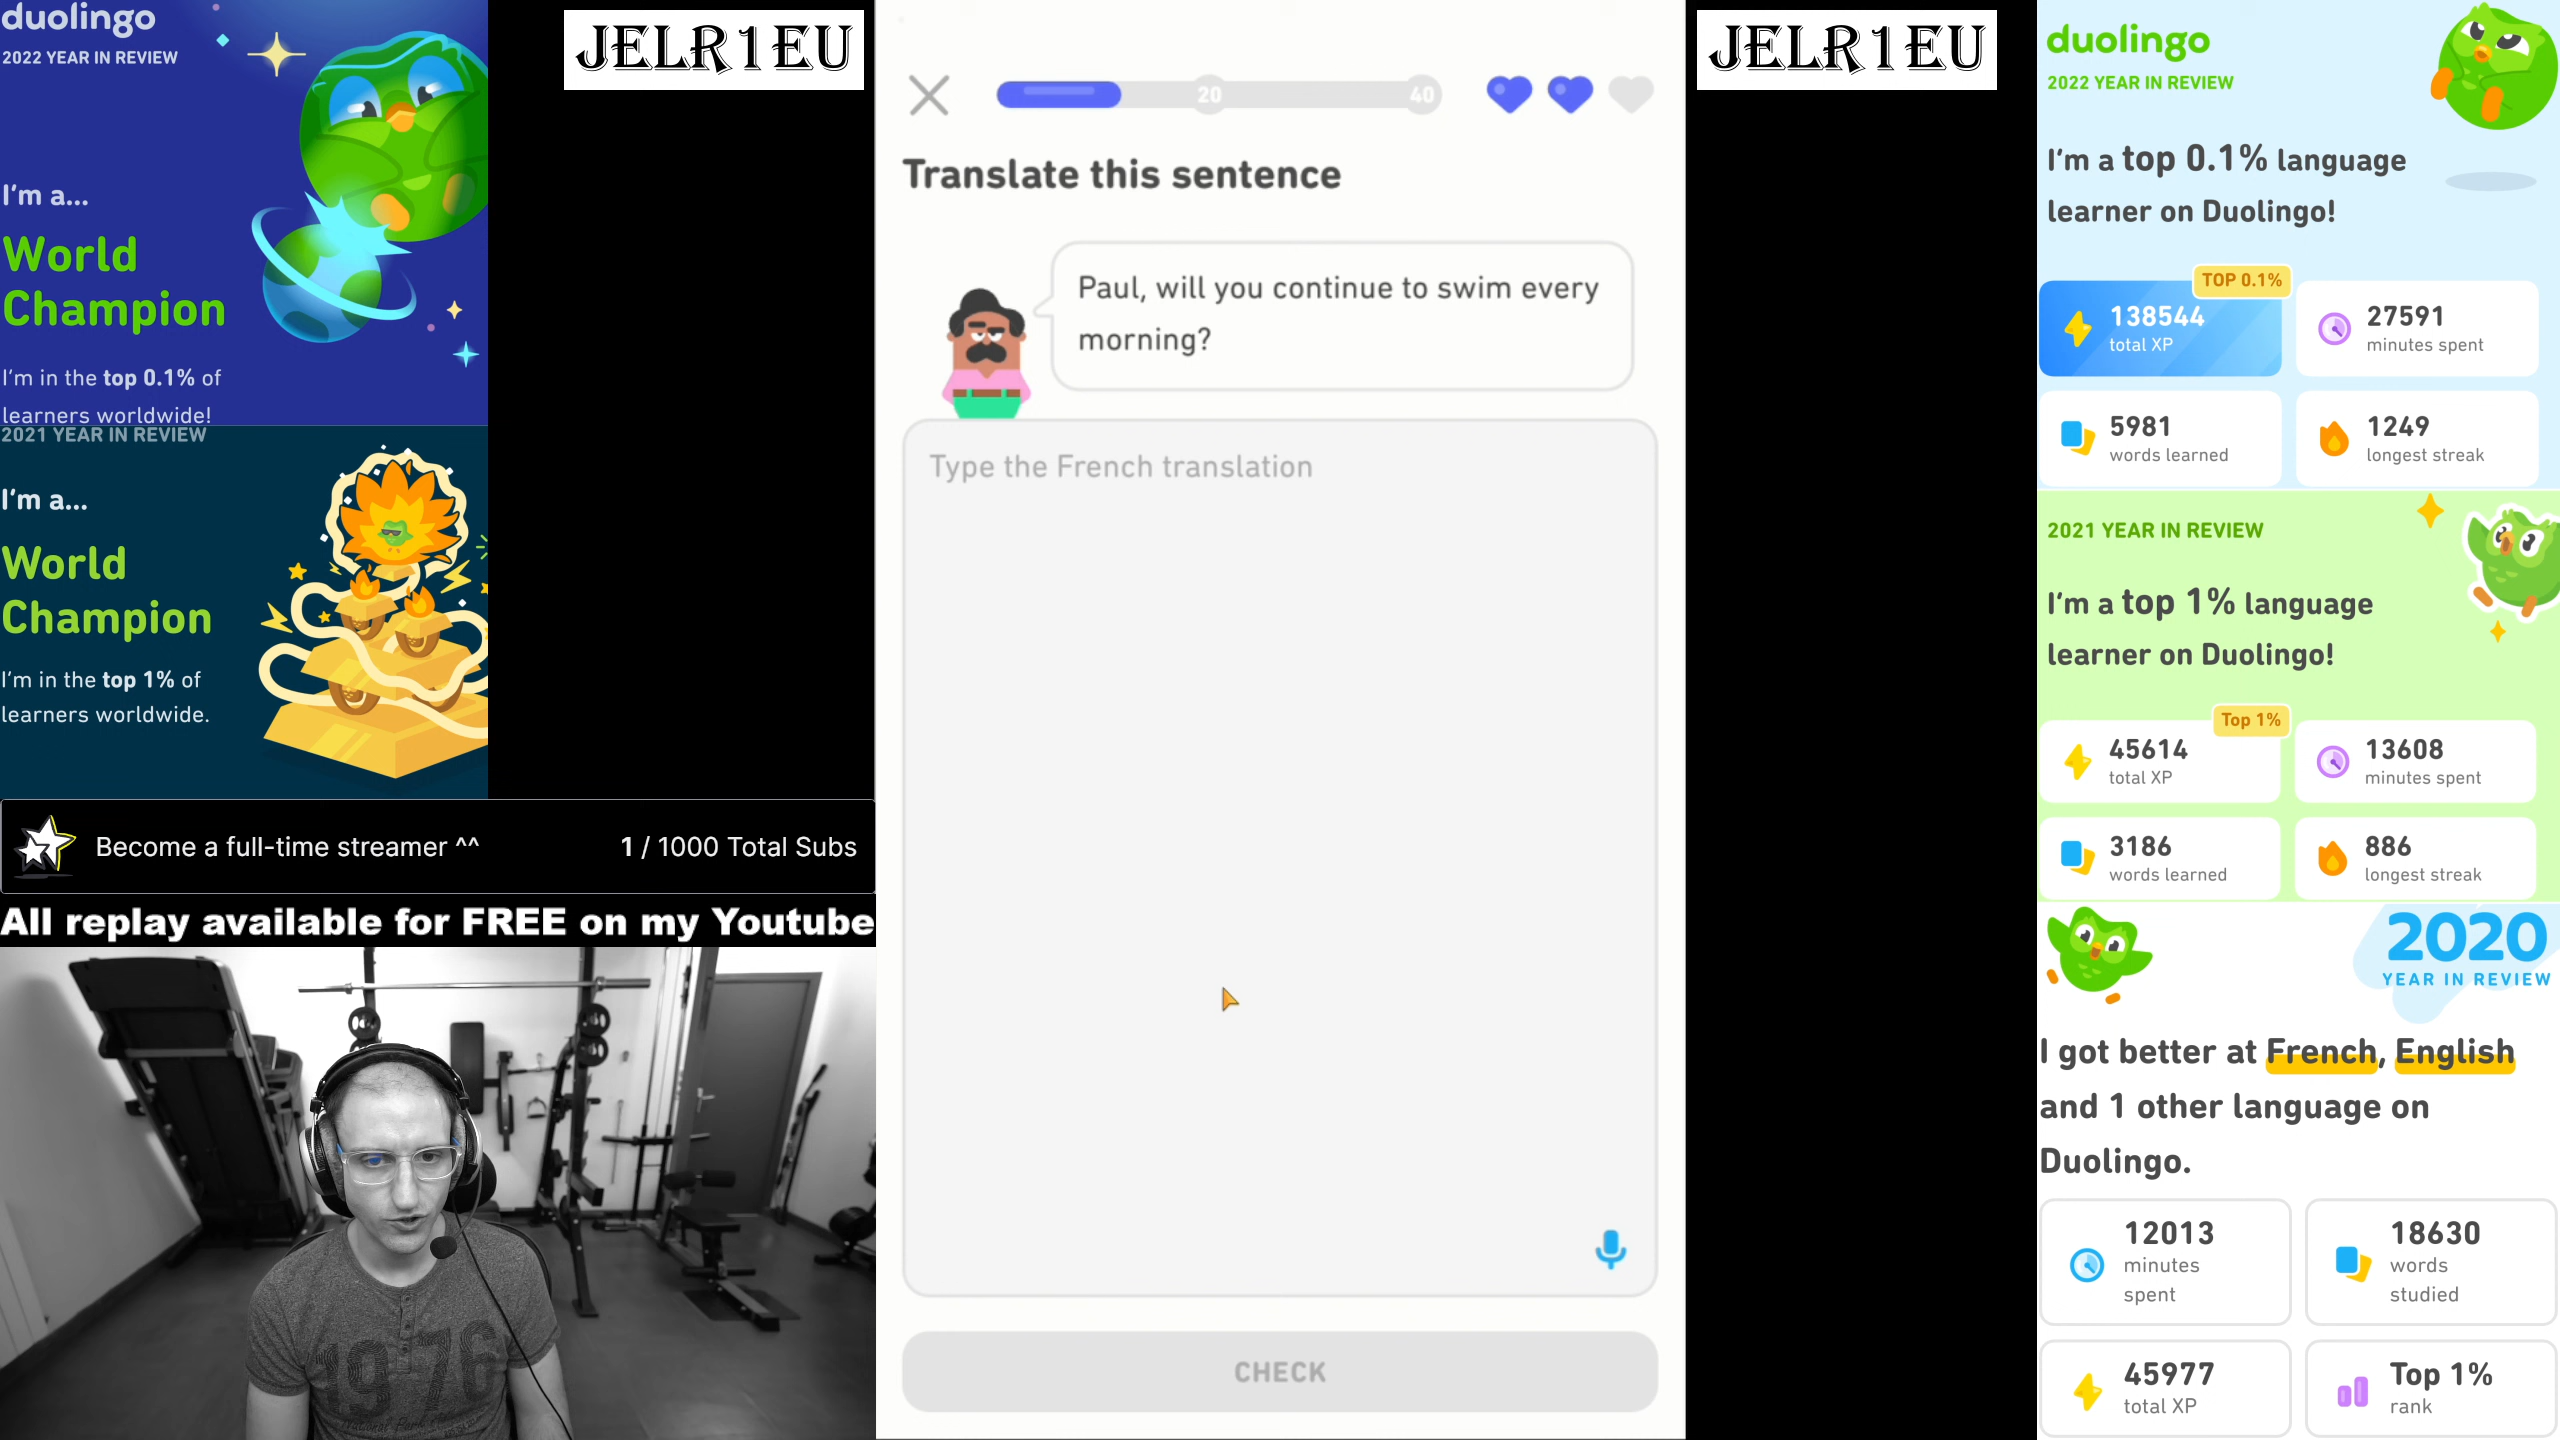 duolingo
2022 YEAR IN REVIEW
I'm a...
World
Champion
I'm in the top 0.1% of
learners worldwide!
2021 YEAR IN REVIEW
I'm a...
World
Champion
I'm in the top 1% of
learners worldwide.
Become a full-time streamer ^^
1 / 1000 Total Subs
All replay available for FREE on my Youtube
1976
JELR1EU
20
40
Translate this sentence
Paul, will you continue to swim every
morning?
Type the French translation
CHECK
JELR1EU
duolingo
2022 YEAR IN REVIEW
I'm a top 0.1% language
learner on Duolingo!
TOP 0.1%
138544
total XP
27591
minutes spent
5981
words learned
1249
longest streak
2021 YEAR IN REVIEW
I'm a top 1% language
learner on Duolingo!
Top 1%
45614
total XP
13608
minutes spent
3186
words learned
886
longest streak
2020
YEAR IN REVIEW
I got better at French, English
and 1 other language on
Duolingo.
12013
minutes
spent
18630
words
studied
45977
total XP
Top 1%
rank